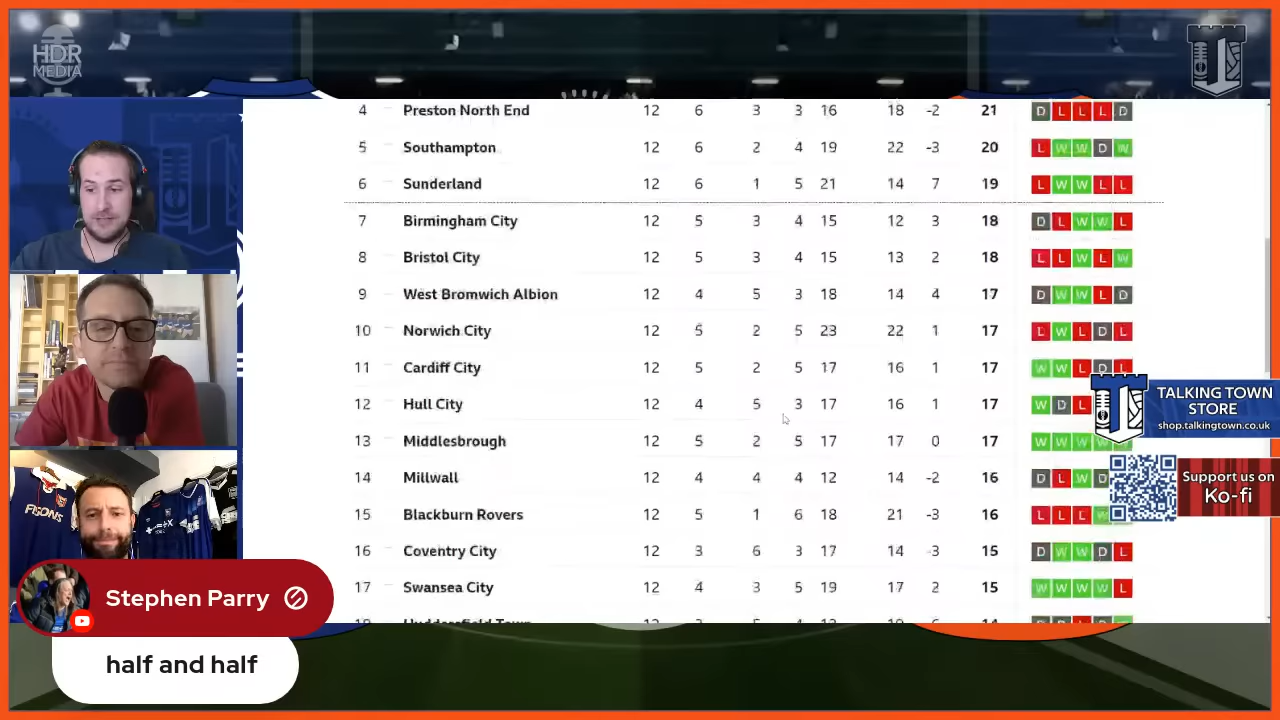 HDR
MEDIA
4 Preston North End 12 6 3 3 16 18 -2 21 D L L L D
5 Southampton 12 6 2 4 19 22 -3 20 L W W D W
6 Sunderland 12 6 1 5 21 14 7 19 L W W L L
7 Birmingham City 12 5 3 4 15 12 3 18 D L W W L
8 Bristol City 12 5 3 4 15 13 2 18 L L W L W
9 West Bromwich Albion 12 4 5 3 18 14 4 17 D W W L D
10 Norwich City 12 5 2 5 23 22 1 17 L W L D L
11 Cardiff City 12 5 2 5 17 16 1 17 W W L D L
12 Hull City 12 4 5 3 17 16 1 17 W D L
13 Middlesbrough 12 5 2 5 17 17 0 17 W W W W
14 Millwall 12 4 4 4 12 14 -2 16 D L W D
15 Blackburn Rovers 12 5 1 6 18 21 -3 16 L L L W
16 Coventry City 12 3 6 3 17 14 -3 15 D W W D L
17 Swansea City 12 4 3 5 19 17 2 15 W W W W L
TALKING TOWN
STORE
shop.talkingtown.co.uk
Support us on
Ko-fi
FISONS
Stephen Parry
half and half